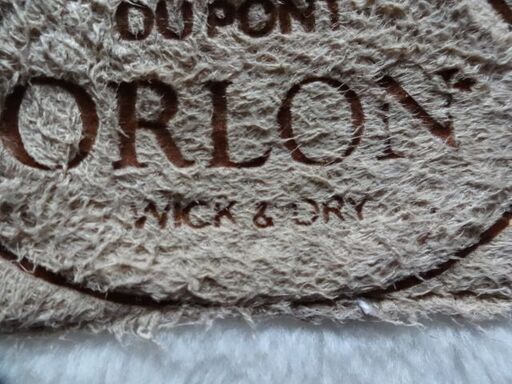 DU PONT
ORLON
WICK & DRY